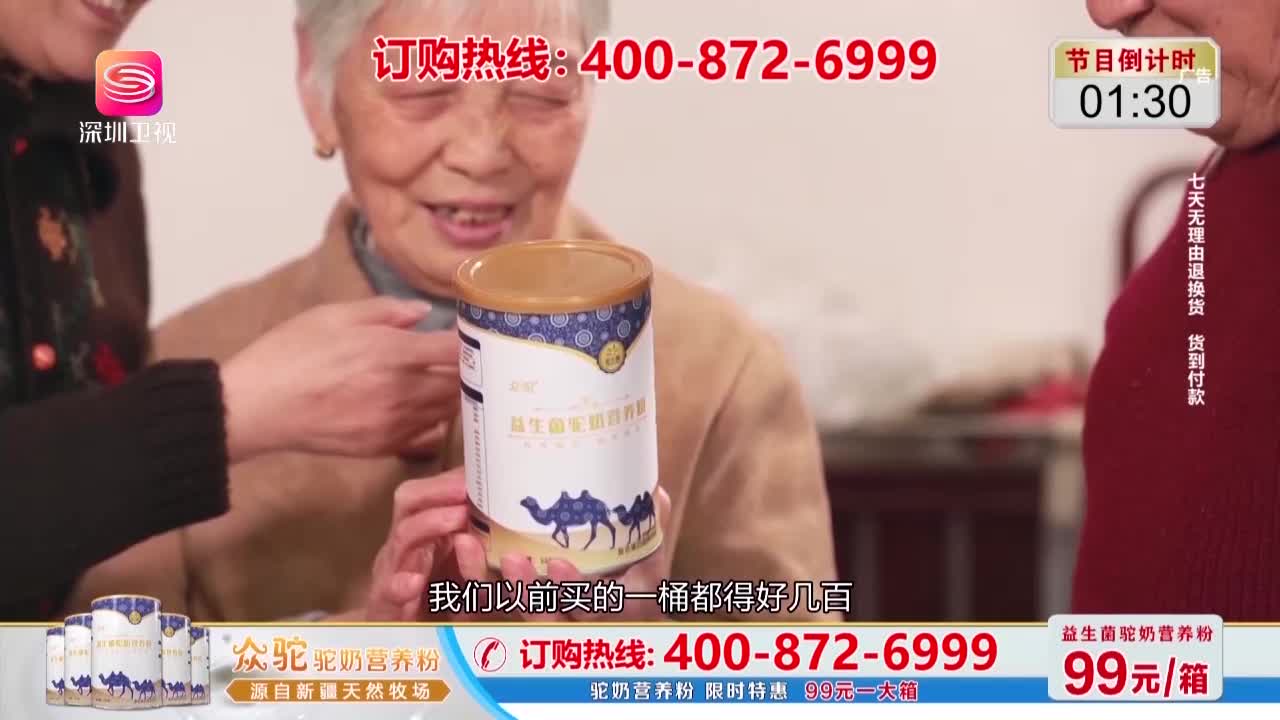 订购热线：400-872-6999
节目倒计时
广告
01:30
深圳卫视
七天无理由退换货 货到付款
益生菌驼奶营养粉
我们以前买的一桶都得好几百
众驼 驼奶营养粉
源自新疆天然牧场
订购热线：400-872-6999
驼奶营养粉 限时特惠 99元一大箱
益生菌驼奶营养粉
99元/箱